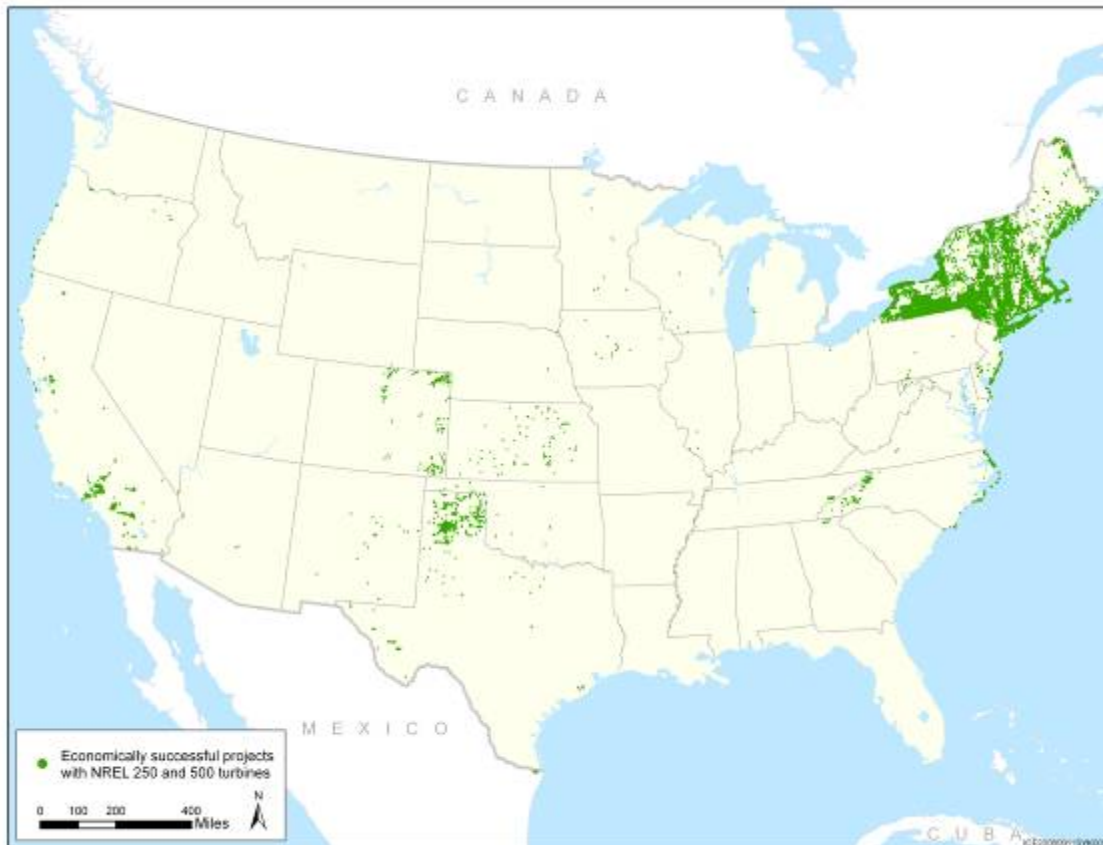 CANADA
MEXICO
CUBA
Economically successful projects
with NREL 250 and 500 turbines
N
0 100 200 400
Miles